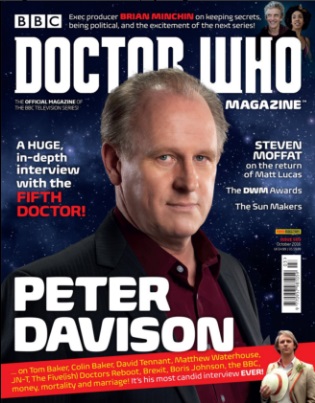 BBC
Exec producer BRIAN MINCHIN on keeping secrets,
being political, and the excitement of the next series!
DOCTOR WHO
MAGAZINE™
THE OFFICIAL MAGAZINE OF
THE BBC TELEVISION SERIES!
A HUGE,
in-depth
interview
with the
FIFTH
DOCTOR!
STEVEN
MOFFAT
on the return
of Matt Lucas
The DWM Awards
The Sun Makers
October 2016
PETER
DAVISON
... on Tom Baker, Colin Baker, David Tennant, Matthew Waterhouse,
JN-T, The Five(ish) Doctors Reboot, Brexit, Boris Johnson, the BBC,
money, mortality and marriage! It's his most candid interview EVER!